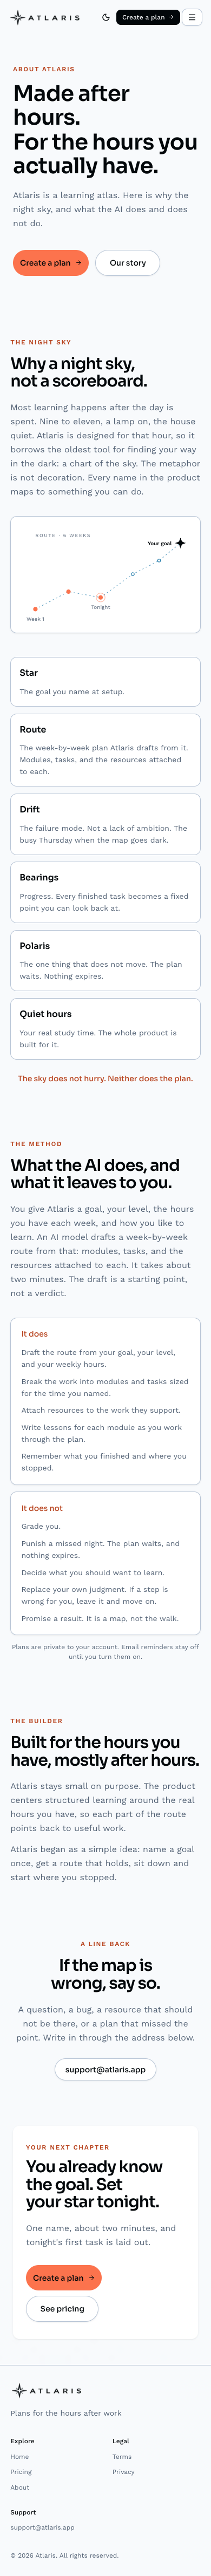 ATLARIS
Create a plan →
ABOUT ATLARIS
Made after
hours.
For the hours you
actually have.
Atlaris is a learning atlas. Here is why the
night sky, and what the AI does and does
not do.
Create a plan →
Our story
THE NIGHT SKY
Why a night sky,
not a scoreboard.
Most learning happens after the day is
spent. Nine to eleven, a lamp on, the house
quiet. Atlaris is designed for that hour, so it
borrows the oldest tool for finding your way
in the dark: a chart of the sky. The metaphor
is not decoration. Every name in the product
maps to something you can do.
ROUTE · 6 WEEKS
Your goal
Tonight
Week 1
Star
The goal you name at setup.
Route
The week-by-week plan Atlaris drafts from it.
Modules, tasks, and the resources attached
to each.
Drift
The failure mode. Not a lack of ambition. The
busy Thursday when the map goes dark.
Bearings
Progress. Every finished task becomes a fixed
point you can look back at.
Polaris
The one thing that does not move. The plan
waits. Nothing expires.
Quiet hours
Your real study time. The whole product is
built for it.
The sky does not hurry. Neither does the plan.
THE METHOD
What the AI does, and
what it leaves to you.
You give Atlaris a goal, your level, the hours
you have each week, and how you like to
learn. An AI model drafts a week-by-week
route from that: modules, tasks, and the
resources attached to each. It takes about
two minutes. The draft is a starting point,
not a verdict.
It does
Draft the route from your goal, your level,
and your weekly hours.
Break the work into modules and tasks sized
for the time you named.
Attach resources to the work they support.
Write lessons for each module as you work
through the plan.
Remember what you finished and where you
stopped.
It does not
Grade you.
Punish a missed night. The plan waits, and
nothing expires.
Decide what you should want to learn.
Replace your own judgment. If a step is
wrong for you, leave it and move on.
Promise a result. It is a map, not the walk.
Plans are private to your account. Email reminders stay off
until you turn them on.
THE BUILDER
Built for the hours you
have, mostly after hours.
Atlaris stays small on purpose. The product
centers structured learning around the real
hours you have, so each part of the route
points back to useful work.
Atlaris began as a simple idea: name a goal
once, get a route that holds, sit down and
start where you stopped.
A LINE BACK
If the map is
wrong, say so.
A question, a bug, a resource that should
not be there, or a plan that missed the
point. Write in through the address below.
support@atlaris.app
YOUR NEXT CHAPTER
You already know
the goal. Set
your star tonight.
One name, about two minutes, and
tonight's first task is laid out.
Create a plan →
See pricing
ATLARIS
Plans for the hours after work
Explore
Home
Pricing
About
Legal
Terms
Privacy
Support
support@atlaris.app
© 2026 Atlaris. All rights reserved.